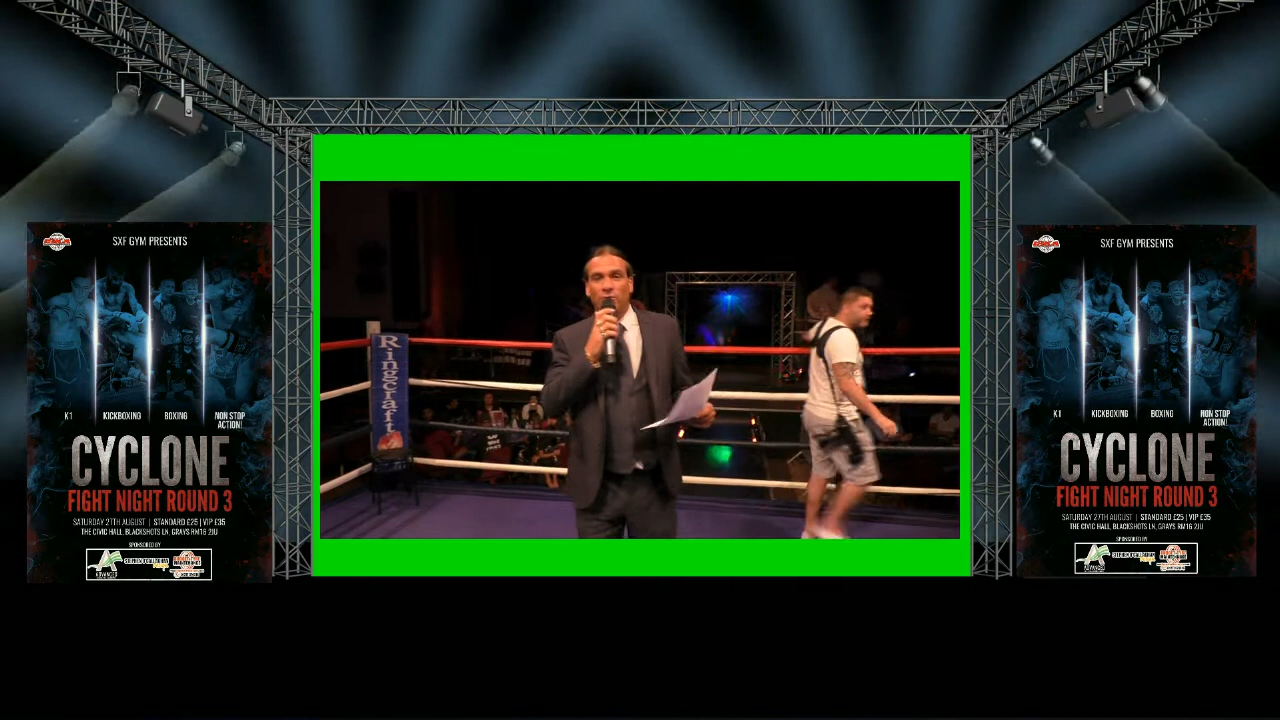 SXF GYM PRESENTS
K1 KICKBOXING BOXING NON STOP
ACTION!
CYCLONE
FIGHT NIGHT ROUND 3
SATURDAY 27TH AUGUST | STANDARD £25 | VIP £35
THE CIVIC HALL, BLACKSHOTS LN, GRAYS RM16 2JU
SPONSORED BY
ADVANCED
Ringcraft
SXF GYM PRESENTS
K1 KICKBOXING BOXING NON STOP
ACTION!
CYCLONE
FIGHT NIGHT ROUND 3
SATURDAY 27TH AUGUST | STANDARD £25 | VIP £35
THE CIVIC HALL, BLACKSHOTS LN, GRAYS RM16 2JU
SPONSORED BY
ADVANCED